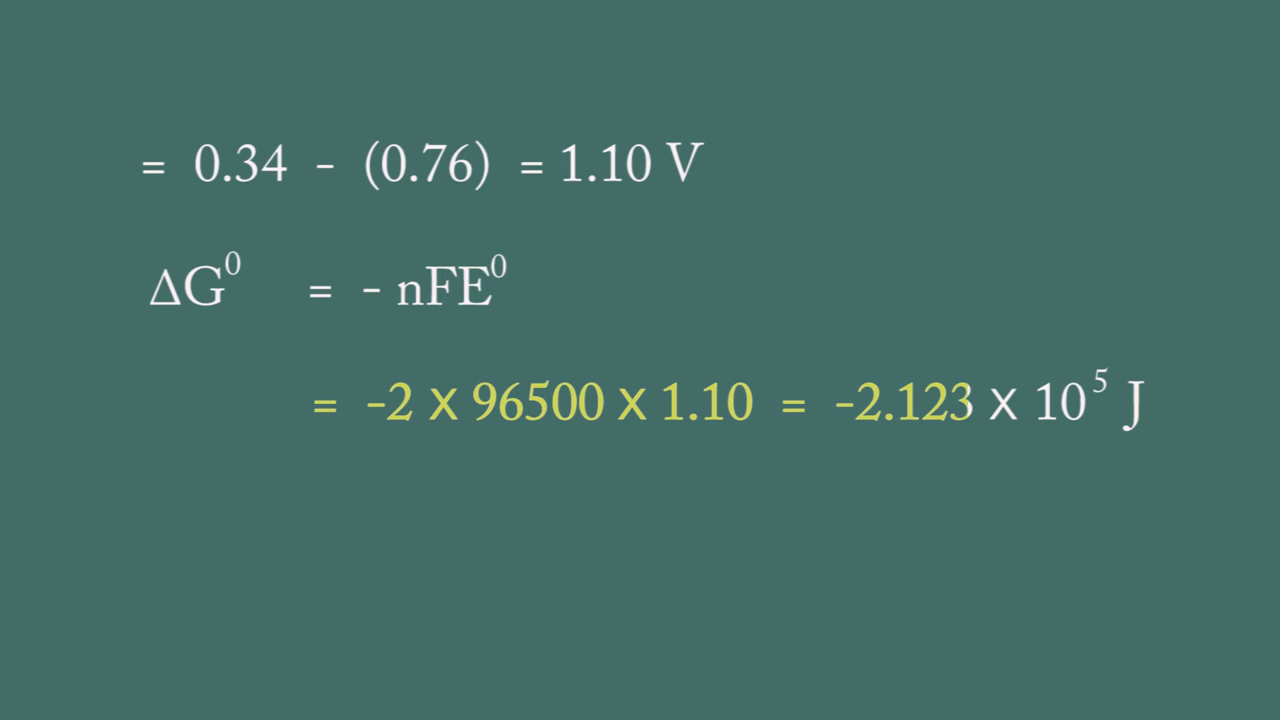 = 0.34 - (0.76) = 1.10 V
ΔG⁰ = - nFE⁰
= -2 x 96500 x 1.10 = -2.123 x 10⁵ J